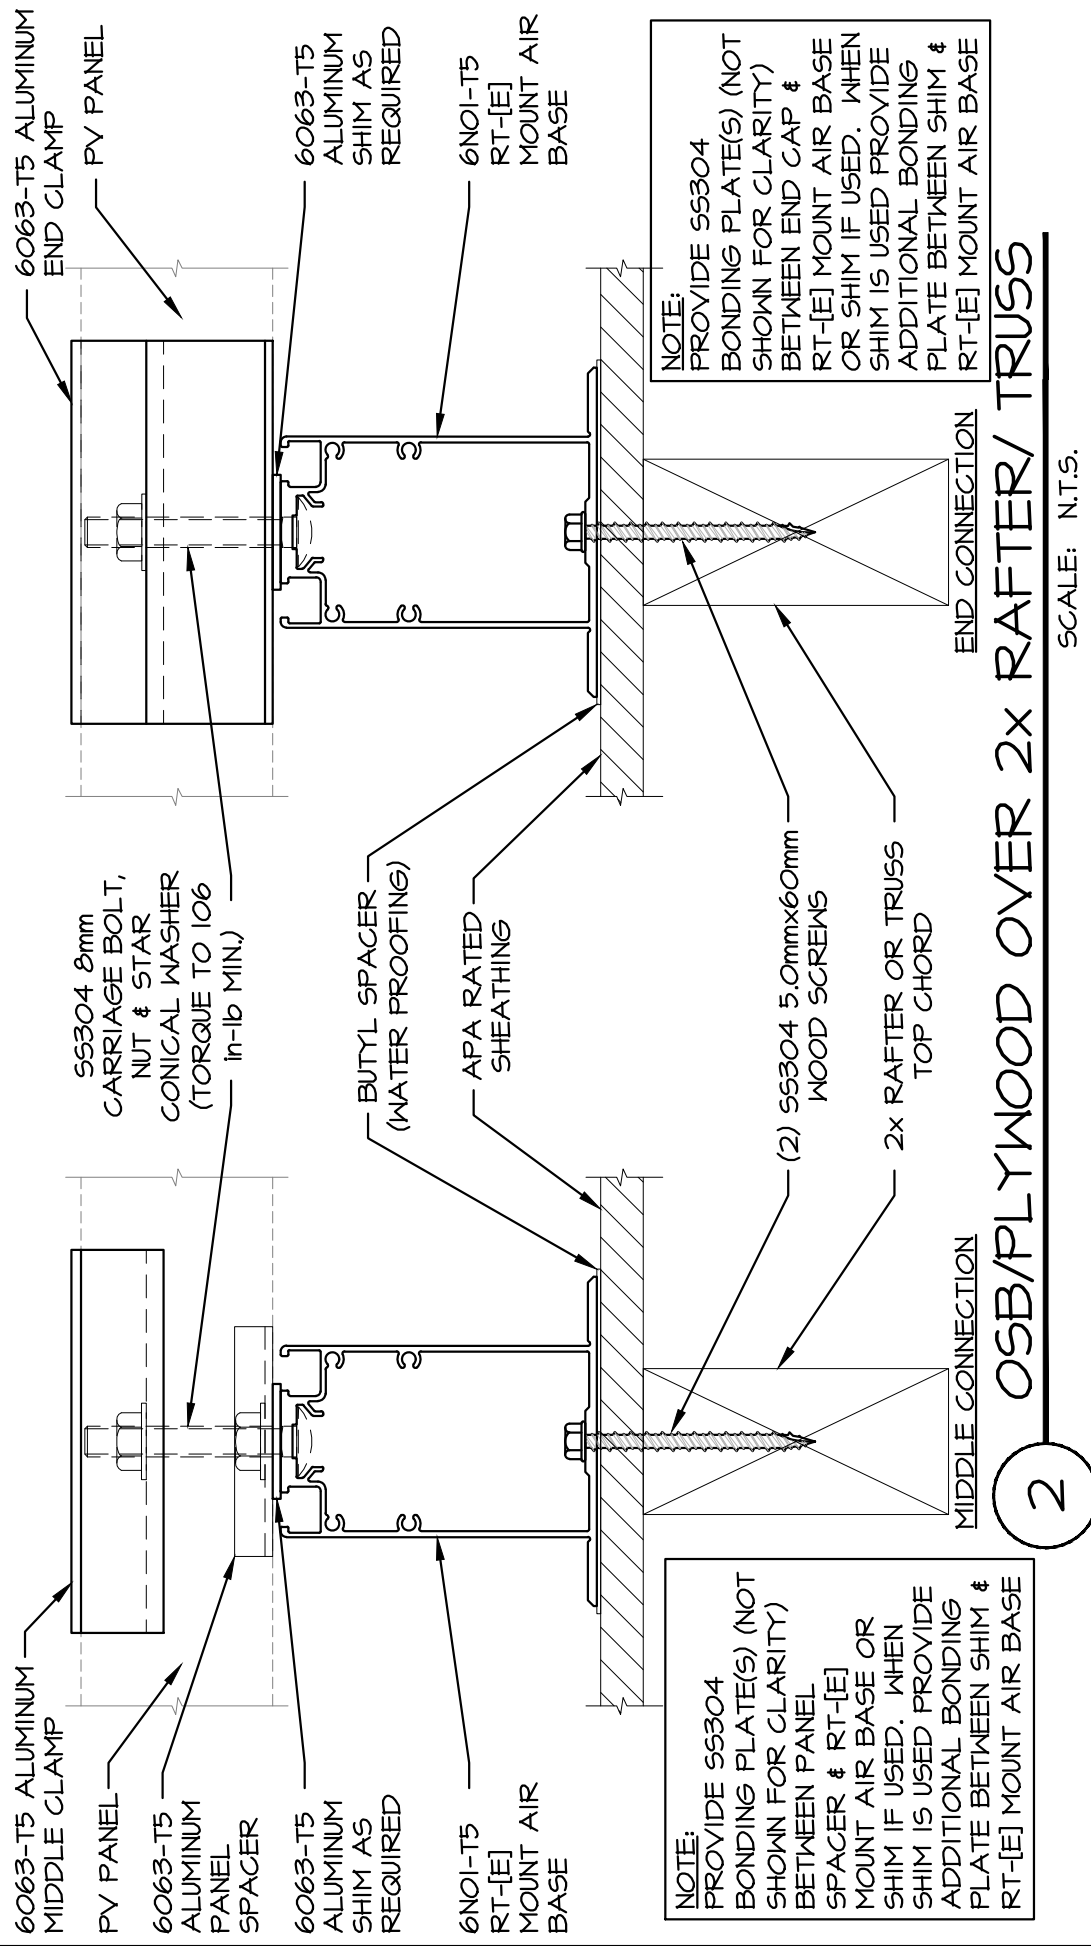 6063-T5 ALUMINUM
MIDDLE CLAMP
PV PANEL
6063-T5
ALUMINUM
PANEL
SPACER
6063-T5
ALUMINUM
SHIM AS
REQUIRED
6N01-T5
RT-[E]
MOUNT AIR
BASE
NOTE:
PROVIDE SS304
BONDING PLATE(S) (NOT
SHOWN FOR CLARITY)
BETWEEN PANEL
SPACER & RT-[E]
MOUNT AIR BASE OR
SHIM IF USED. WHEN
SHIM IS USED PROVIDE
ADDITIONAL BONDING
PLATE BETWEEN SHIM &
RT-[E] MOUNT AIR BASE
SS304 8mm
CARRIAGE BOLT,
NUT & STAR
CONICAL WASHER
(TORQUE TO 106
in-lb MIN.)
BUTYL SPACER
(WATER PROOFING)
APA RATED
SHEATHING
(2) SS304 5.0mmx60mm
WOOD SCREWS
2x RAFTER OR TRUSS
TOP CHORD
6063-T5 ALUMINUM
END CLAMP
PV PANEL
6063-T5
ALUMINUM
SHIM AS
REQUIRED
6N01-T5
RT-[E]
MOUNT AIR
BASE
NOTE:
PROVIDE SS304
BONDING PLATE(S) (NOT
SHOWN FOR CLARITY)
BETWEEN END CAP &
RT-[E] MOUNT AIR BASE
OR SHIM IF USED. WHEN
SHIM IS USED PROVIDE
ADDITIONAL BONDING
PLATE BETWEEN SHIM &
RT-[E] MOUNT AIR BASE
MIDDLE CONNECTION
END CONNECTION
2
OSB/PLYWOOD OVER 2x RAFTER/ TRUSS
SCALE: N.T.S.